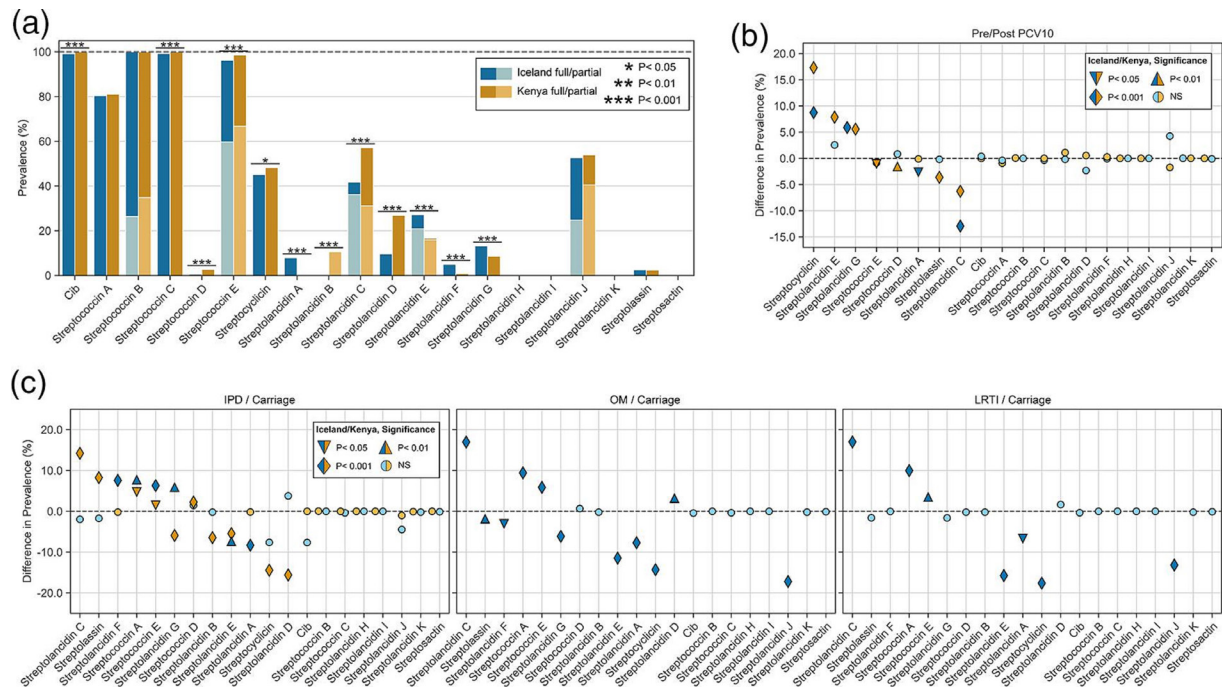 (a)
100
80
60
40
20
0
Prevalence (%)
***
***
***
***
*
***
***
***
***
***
***
***
Iceland full/partial
Kenya full/partial
* P< 0.05
** P< 0.01
*** P< 0.001
Cib
Streptococcin A
Streptococcin B
Streptococcin C
Streptococcin D
Streptococcin E
Streptocyclicin
Streptolancidin A
Streptolancidin B
Streptolancidin C
Streptolancidin D
Streptolancidin E
Streptolancidin F
Streptolancidin G
Streptolancidin H
Streptolancidin I
Streptolancidin J
Streptolancidin K
Streptolassin
Streptosactin
(b)
Pre/Post PCV10
20.0
15.0
10.0
5.0
0.0
-5.0
-10.0
-15.0
Difference in Prevalence (%)
Iceland/Kenya, Significance
P< 0.05
P< 0.01
P< 0.001
NS
Streptocyclicin
Streptolancidin E
Streptolancidin G
Streptococcin E
Streptococcin D
Streptolancidin A
Streptolassin
Streptolancidin C
Cib
Streptococcin A
Streptococcin B
Streptococcin C
Streptolancidin B
Streptolancidin D
Streptolancidin F
Streptolancidin H
Streptolancidin I
Streptolancidin J
Streptolancidin K
Streptosactin
(c)
IPD / Carriage
20.0
10.0
0.0
-10.0
-20.0
Difference in Prevalence (%)
Iceland/Kenya, Significance
P< 0.05
P< 0.01
P< 0.001
NS
Streptolancidin C
Streptolassin
Streptolancidin F
Streptococcin A
Streptococcin E
Streptolancidin G
Streptococcin D
Streptolancidin B
Streptolancidin E
Streptolancidin A
Streptocyclicin
Streptolancidin D
Cib
Streptococcin B
Streptococcin C
Streptolancidin H
Streptolancidin I
Streptolancidin J
Streptolancidin K
Streptosactin
OM / Carriage
Streptolancidin C
Streptolassin
Streptolancidin F
Streptococcin A
Streptococcin E
Streptolancidin G
Streptococcin D
Streptolancidin B
Streptolancidin E
Streptolancidin A
Streptocyclicin
Streptolancidin D
Cib
Streptococcin B
Streptococcin C
Streptolancidin H
Streptolancidin I
Streptolancidin J
Streptolancidin K
Streptosactin
LRTI / Carriage
Streptolancidin C
Streptolassin
Streptolancidin F
Streptococcin A
Streptococcin E
Streptolancidin G
Streptococcin D
Streptolancidin B
Streptolancidin E
Streptolancidin A
Streptocyclicin
Streptolancidin D
Cib
Streptococcin B
Streptococcin C
Streptolancidin H
Streptolancidin I
Streptolancidin J
Streptolancidin K
Streptosactin